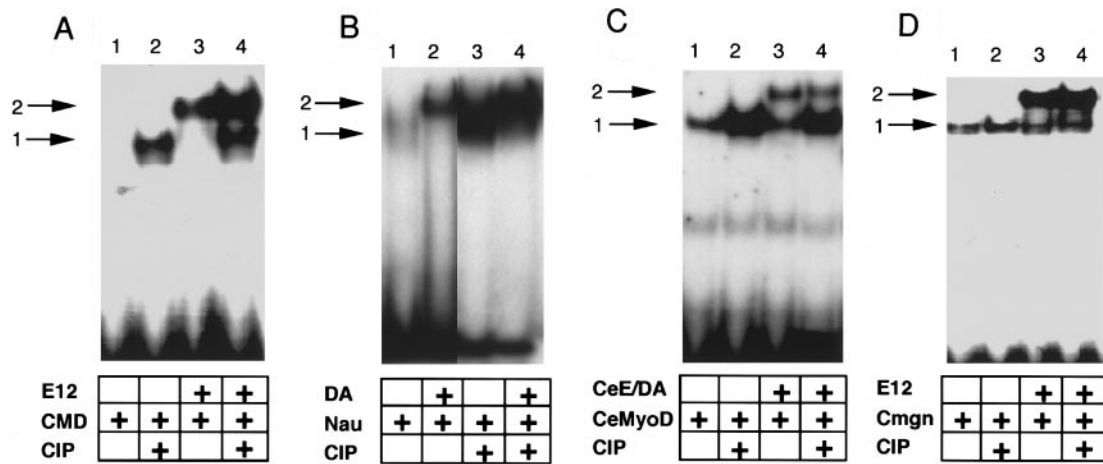 A
1 2 3 4
2
1
E12 + +
CMD + + + +
CIP + +
B
1 2 3 4
2
1
DA + +
Nau + + + +
CIP + +
C
1 2 3 4
2
1
CeE/DA + +
CeMyoD + + + +
CIP + +
D
1 2 3 4
2
1
E12 + +
Cmgn + + + +
CIP + +